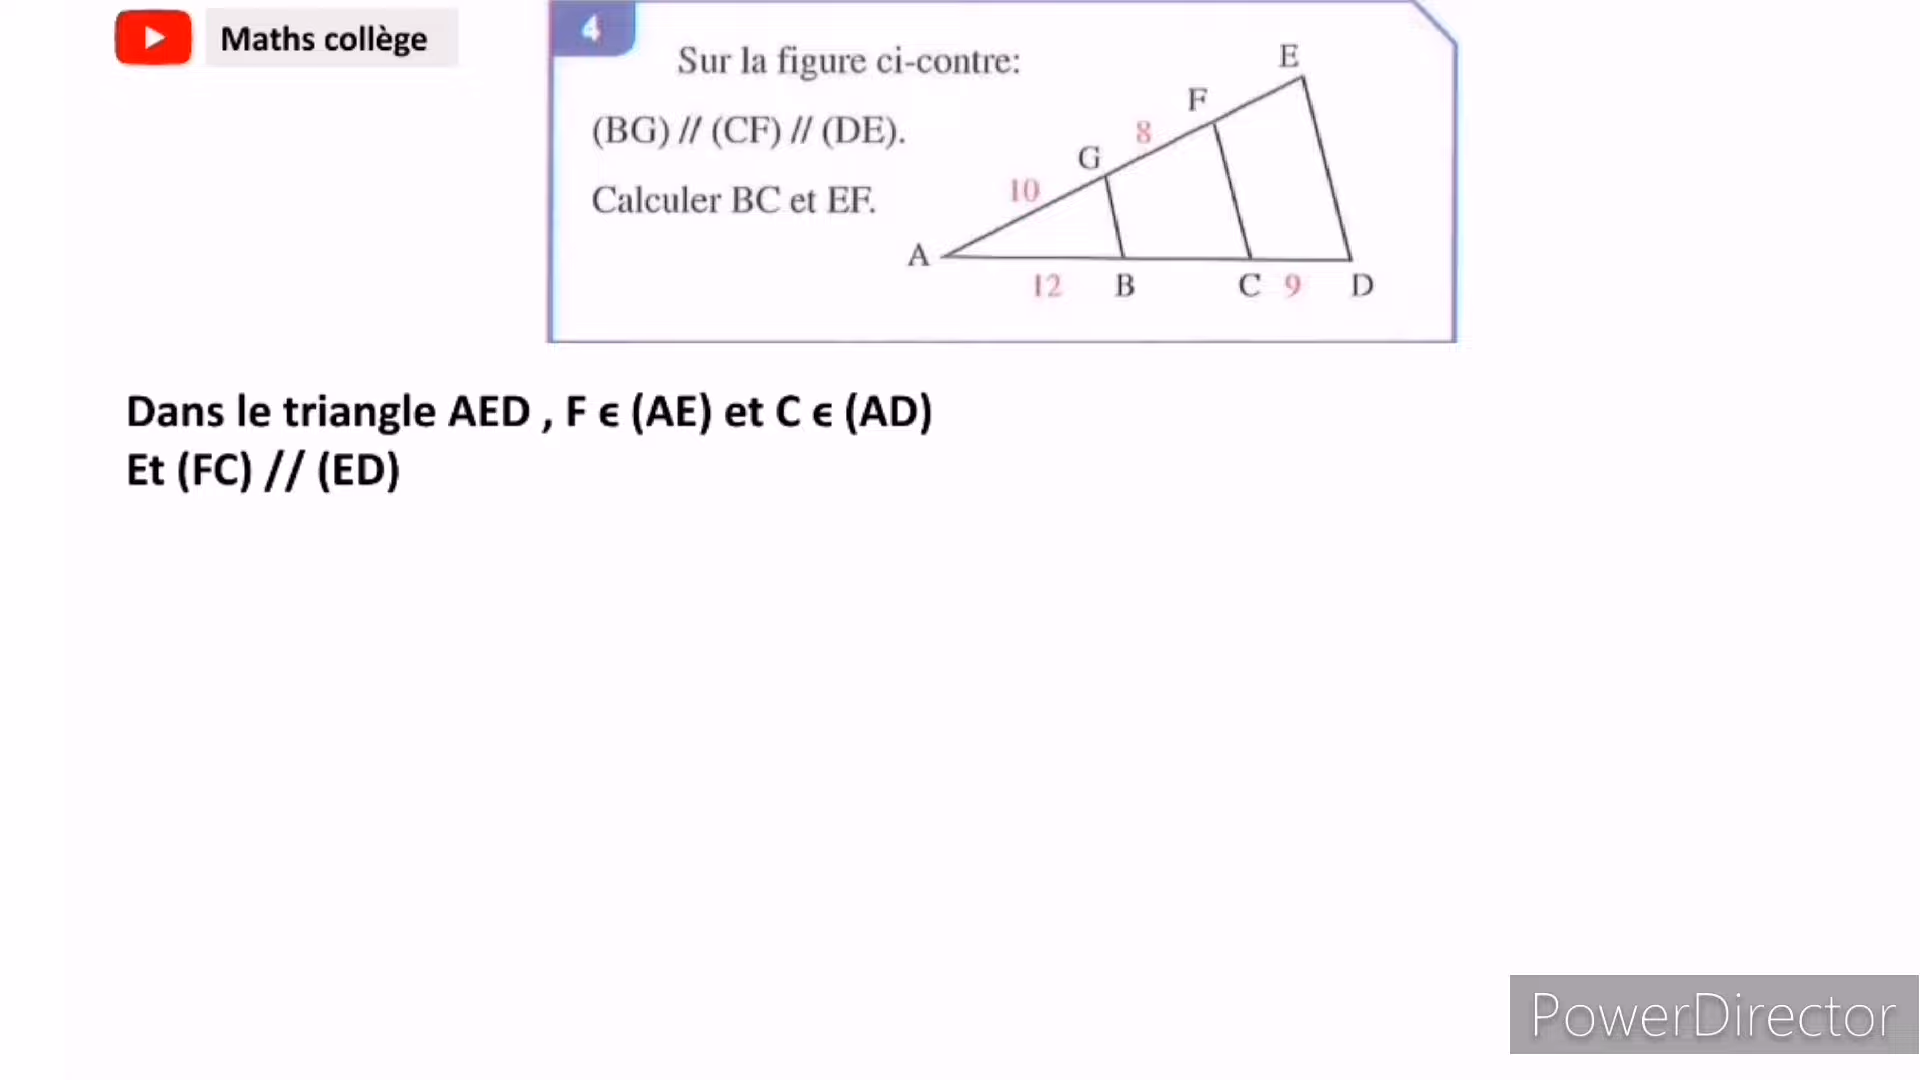 Maths collège
4
Sur la figure ci-contre:
(BG) // (CF) // (DE).
Calculer BC et EF.
E
F
8
G
10
A
12 B C 9 D
Dans le triangle AED , F ϵ (AE) et C ϵ (AD)
Et (FC) // (ED)
PowerDirector